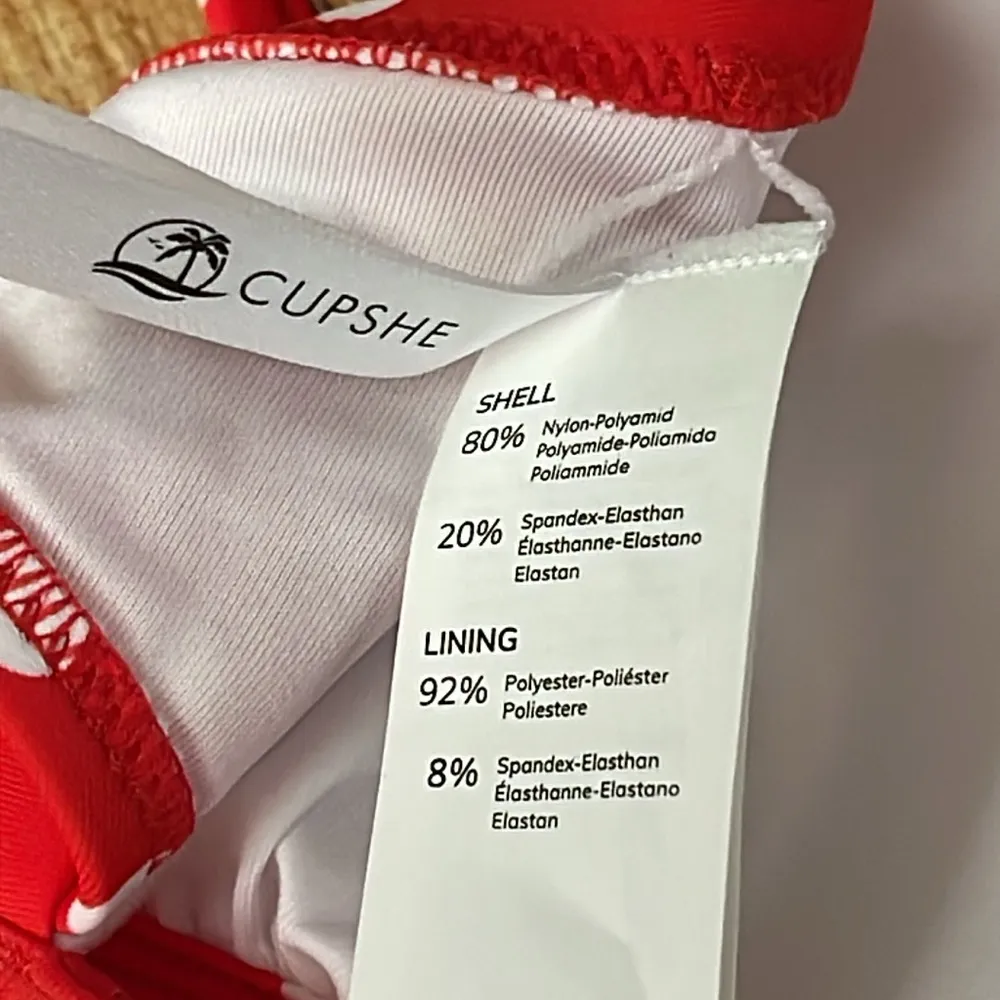 CUPSHE
SHELL
80% Nylon-Polyamid
Polyamide-Poliamida
Poliammide
20% Spandex-Elasthan
Élasthanne-Elastano
Elastan
LINING
92% Polyester-Poliéster
Poliestere
8% Spandex-Elasthan
Élasthanne-Elastano
Elastan